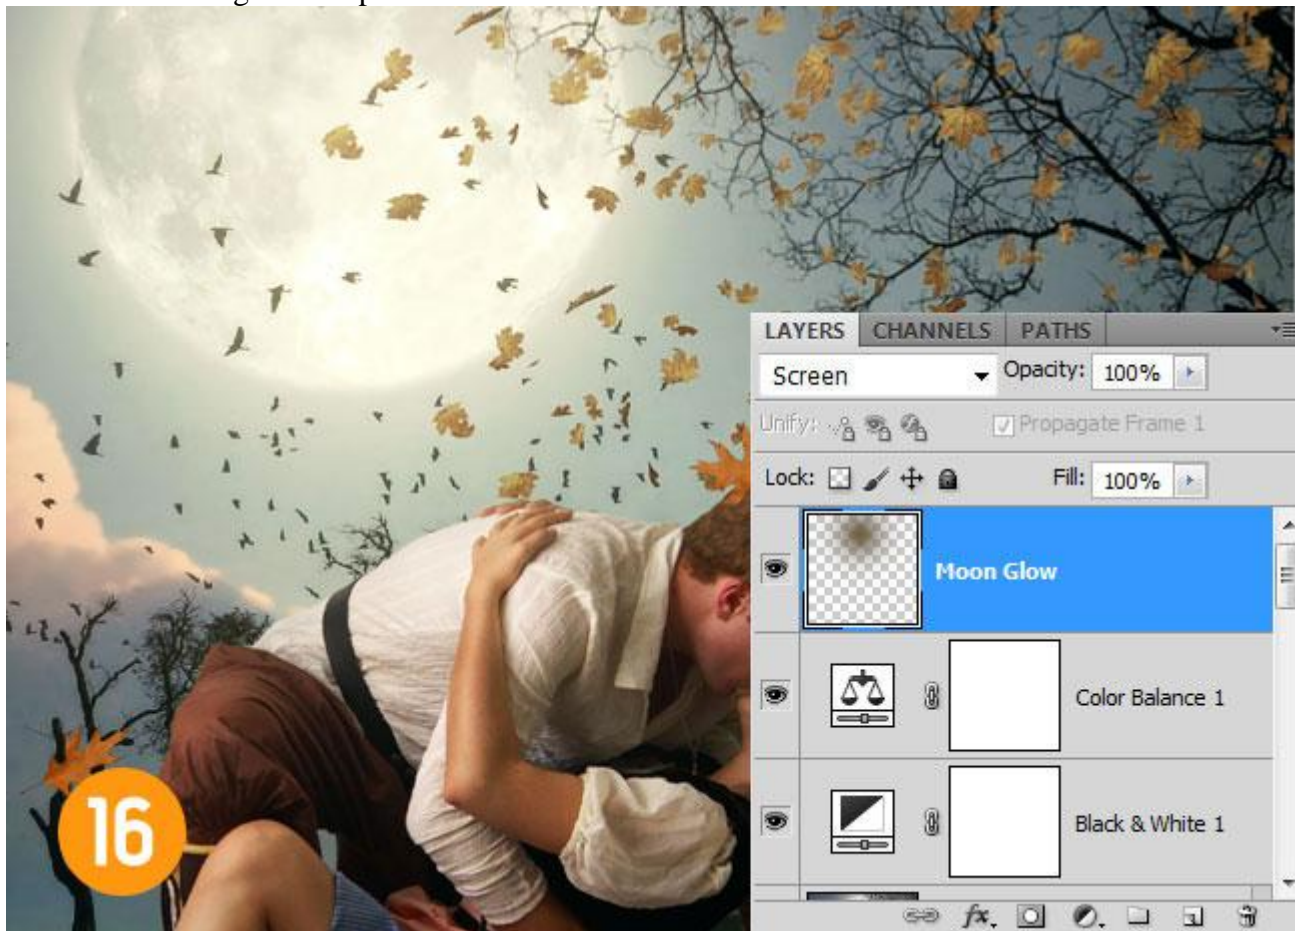 LAYERS CHANNELS PATHS
Screen Opacity: 100%
Unify: Propagate Frame 1
Lock: Fill: 100%
Moon Glow
Color Balance 1
Black & White 1
fx.
16